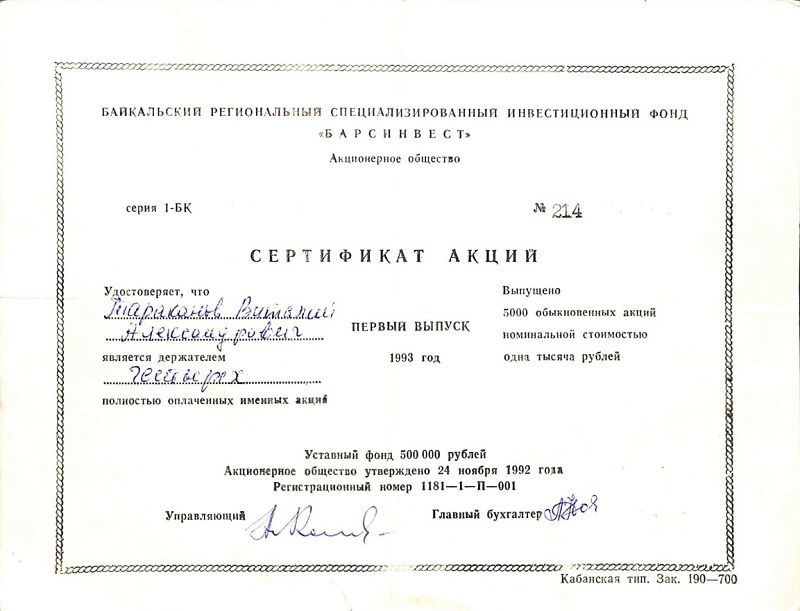 БАЙКАЛЬСКИЙ РЕГИОНАЛЬНЫЙ СПЕЦИАЛИЗИРОВАННЫЙ ИНВЕСТИЦИОННЫЙ ФОНД
«БАРСИНВЕСТ»
Акционерное общество
серия 1-БК
№ 214
СЕРТИФИКАТ АКЦИЙ
Удостоверяет, что
Тараканов Виталий
Александрович
является держателем
Четырех
полностью оплаченных именных акций
ПЕРВЫЙ ВЫПУСК
1993 год
Выпущено
5000 обыкновенных акций
номинальной стоимостью
одна тысяча рублей
Уставный фонд 500 000 рублей
Акционерное общество утверждено 24 ноября 1992 года
Регистрационный номер 1181—1—П—001
Управляющий
Главный бухгалтер
Кабанская тип. Зак. 190—700